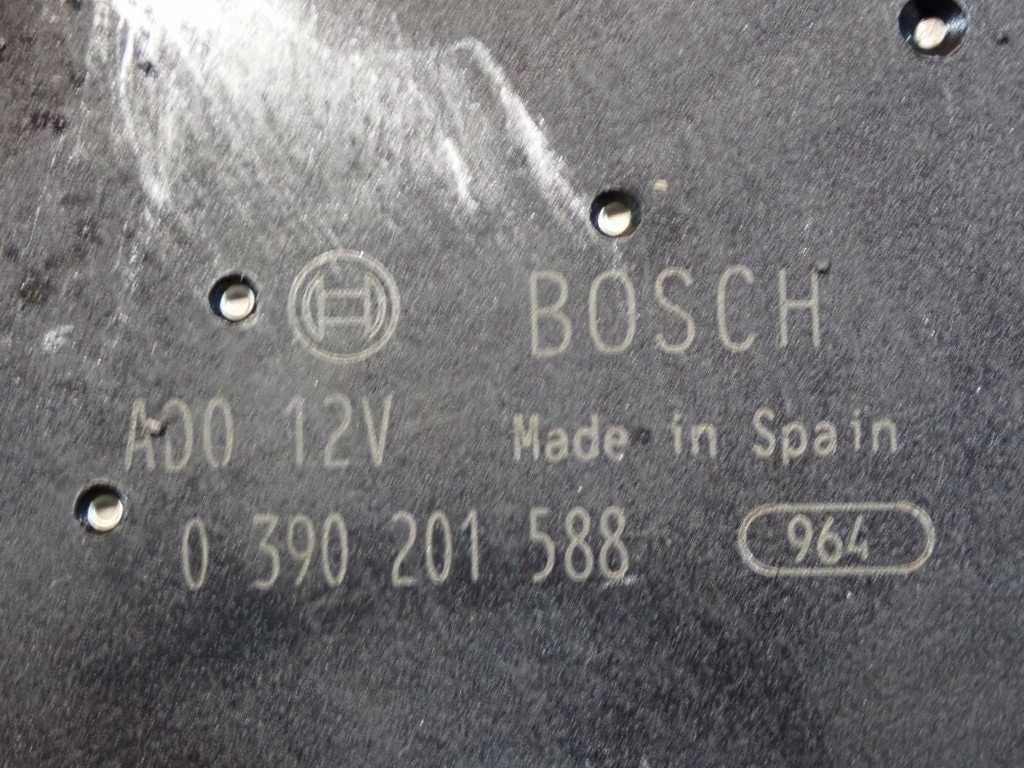 BOSCH
ADO 12V Made in Spain
0 390 201 588 964